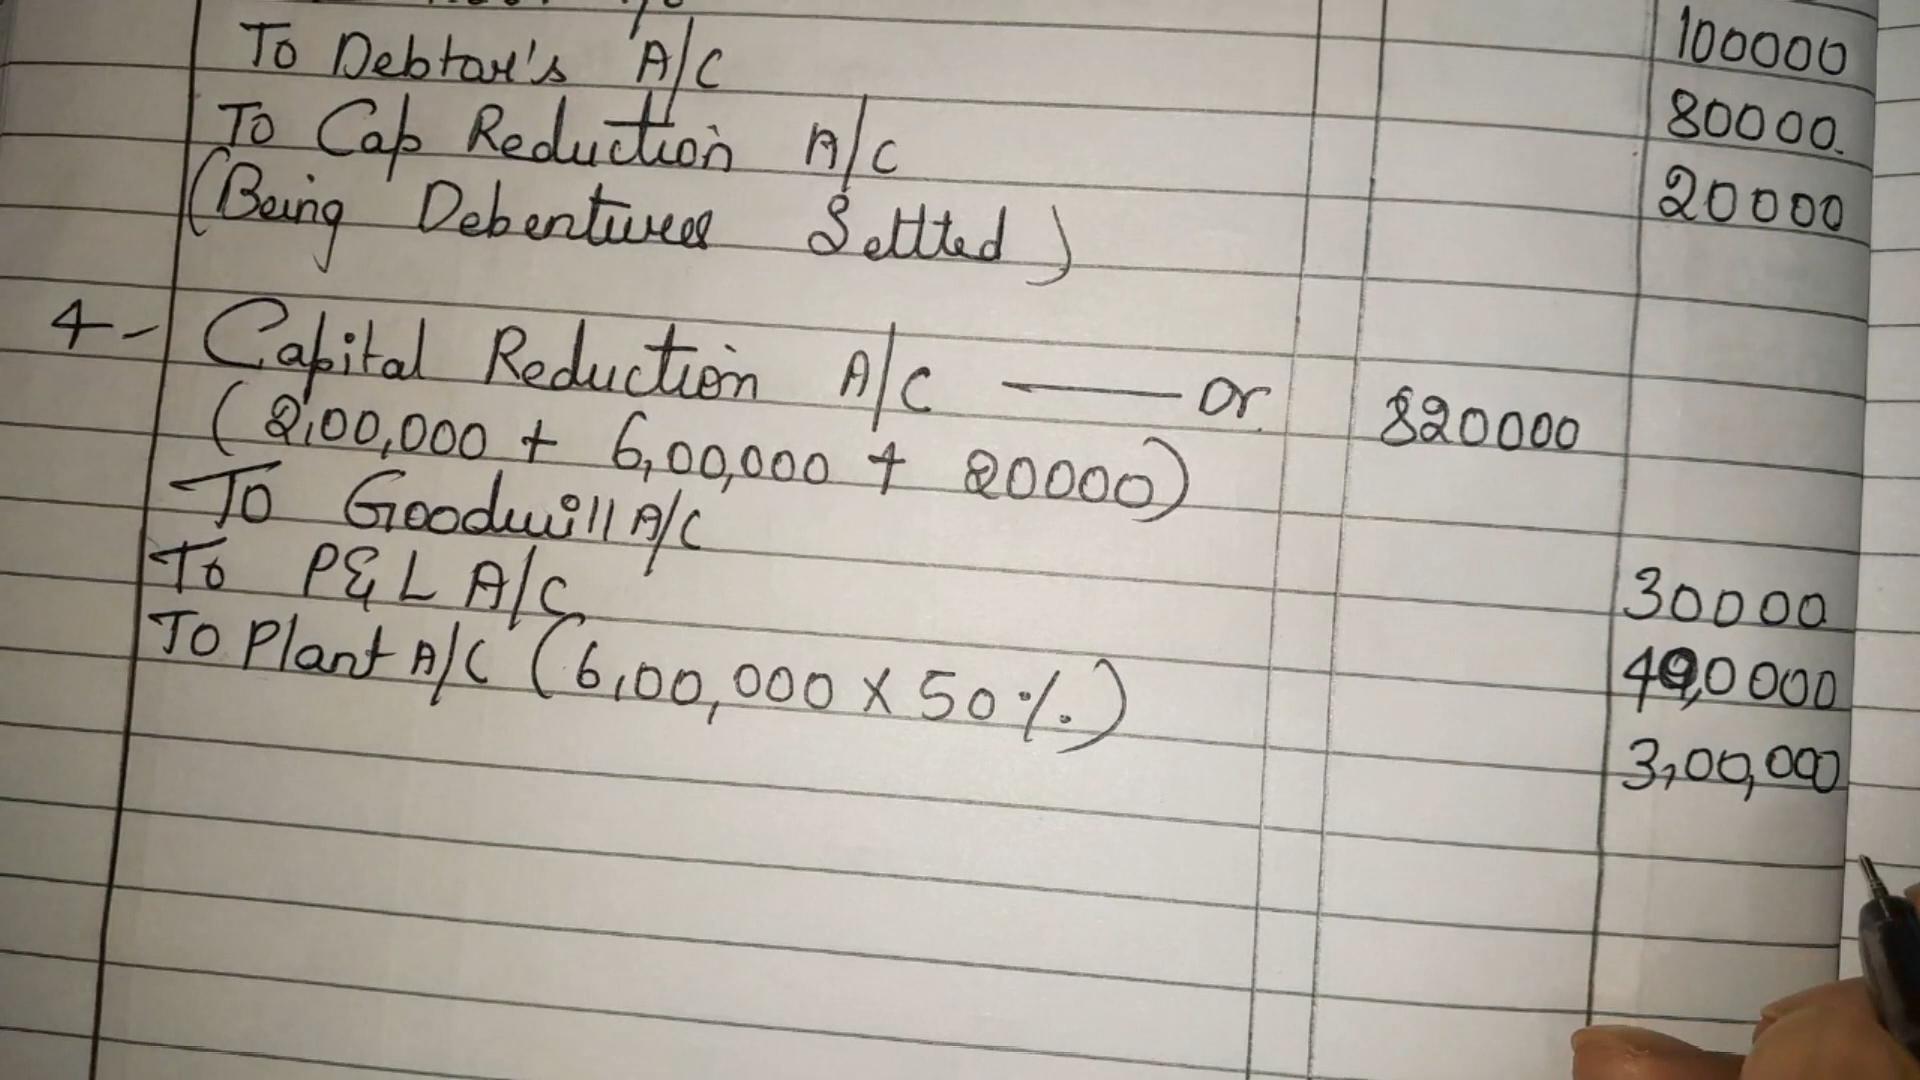 100000
To Debtor's A/C 80000.
To Cap Reduction A/C 20000
(Being Debentures Settled)
4- Capital Reduction A/C — Dr. 820000
(2,00,000 + 6,00,000 + 20000)
To Goodwill A/C 30000
To P&L A/C 490000
To Plant A/C (6,00,000 X 50%.) 3,00,000